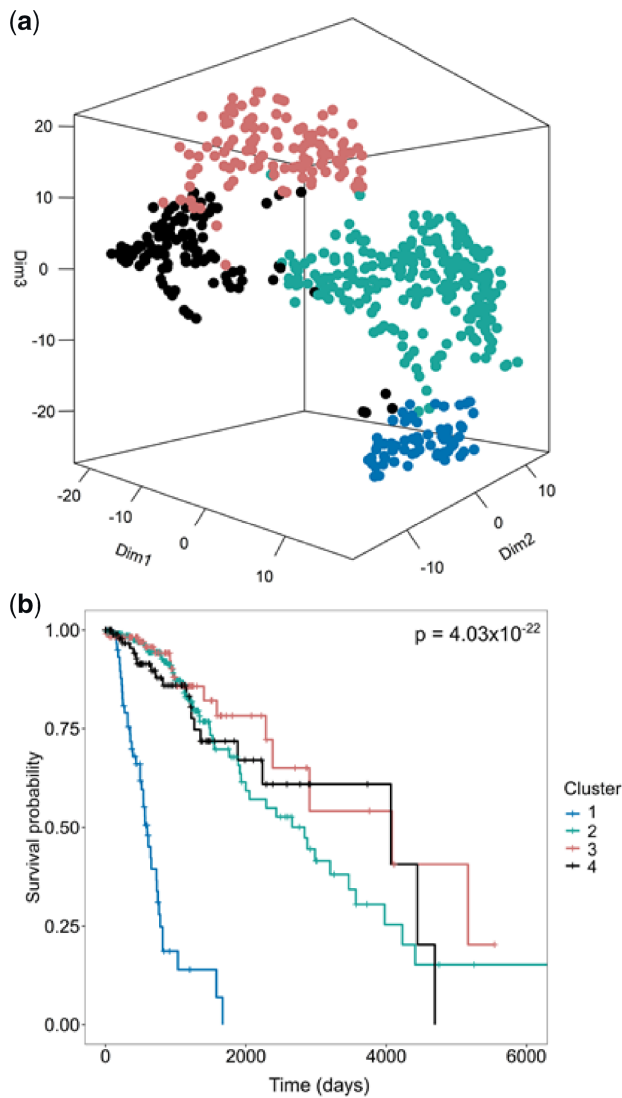 (a)
20
10
0
-10
-20
Dim3
-20
-10
0
10
Dim1
-10
0
10
Dim2
(b)
p = 4.03x10-22
1.00
0.75
0.50
0.25
0.00
Survival probability
0
2000
4000
6000
Time (days)
Cluster
1
2
3
4